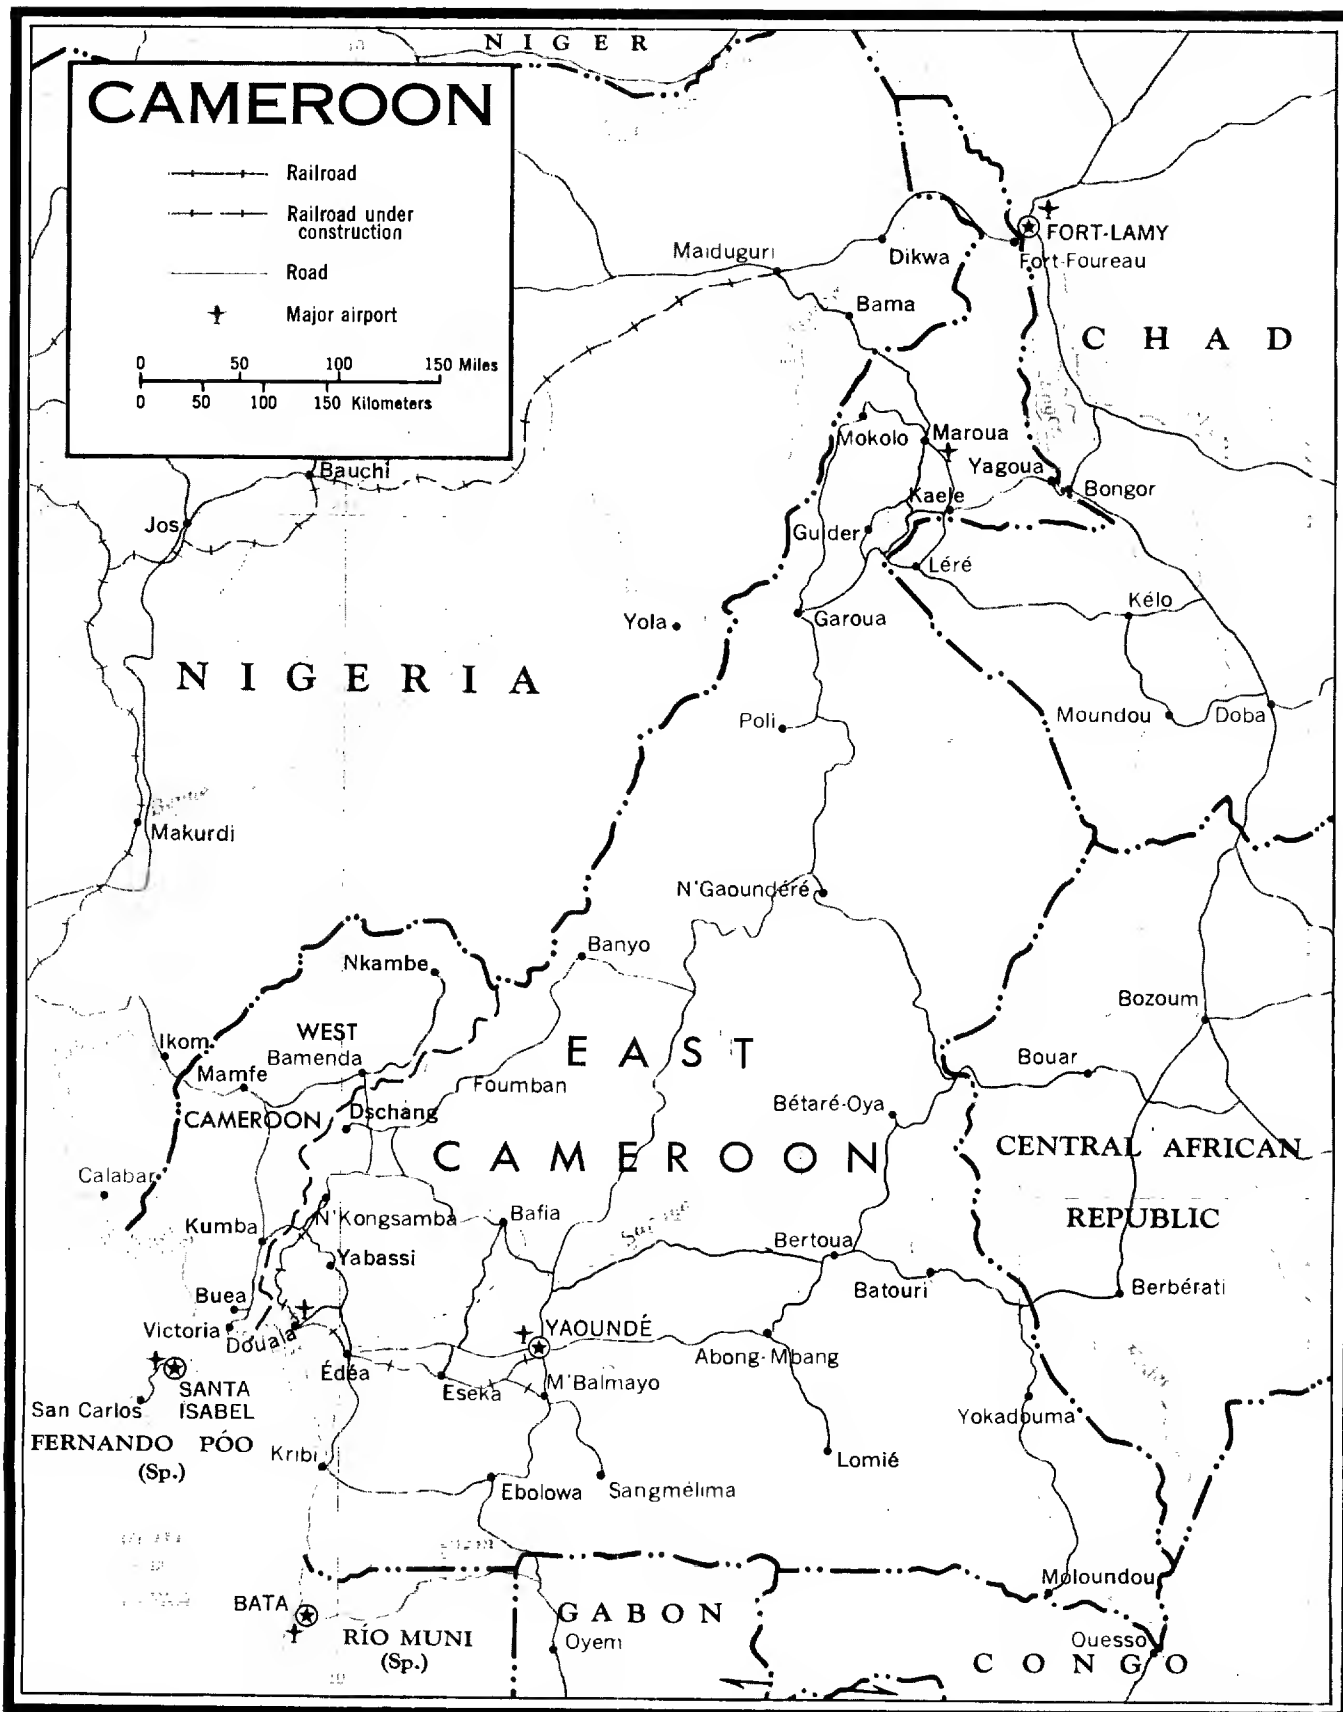 NIGER
CAMEROON
Railroad
Railroad under
construction
Road
Major airport
0 50 100 150 Miles
0 50 100 150 Kilometers
FORT-LAMY
Fort-Foureau
Maiduguri
Dikwa
Bama
CHAD
Mokolo
Maroua
Yagoua
Bongor
Bauchi
Kaele
Jos
Guider
Léré
Kélo
Yola
Garoua
NIGERIA
Poli
Moundou
Doba
Benue
Makurdi
N'Gaoundéré
Banyo
Nkambe
Bozoum
Ikom
WEST
Bamenda
EAST
Bouar
Mamfe
Foumban
CAMEROON
Dschang
Bétaré-Oya
CAMEROON
CENTRAL AFRICAN
REPUBLIC
Calabar
Kumba
N'Kongsamba
Bafia
Sanaga
Yabassi
Bertoua
Batouri
Berbérati
Buea
Victoria
Douala
YAOUNDÉ
Abong-Mbang
Édéa
Eseka
M'Balmayo
SANTA
ISABEL
San Carlos
Yokadouma
FERNANDO PÓO
(Sp.)
Kribi
Lomié
Ebolowa
Sangmélima
Moloundou
BATA
GABON
RÍO MUNI
(Sp.)
Oyem
Ouesso
CONGO
10